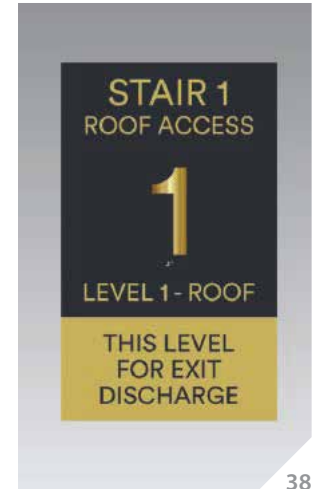 STAIR 1
ROOF ACCESS
1
LEVEL 1 - ROOF
THIS LEVEL
FOR EXIT
DISCHARGE
38